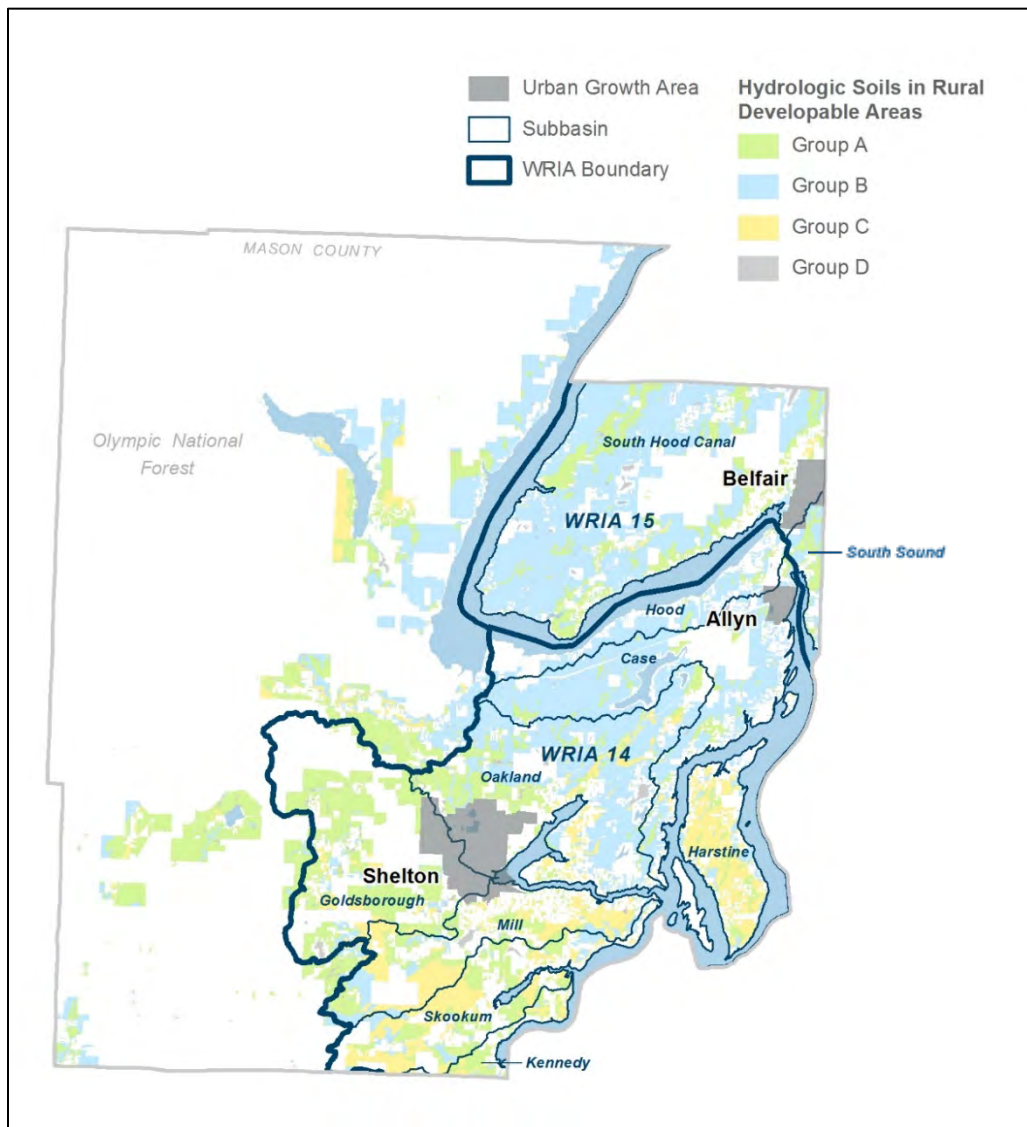 Urban Growth Area
Subbasin
WRIA Boundary
Hydrologic Soils in Rural
Developable Areas
Group A
Group B
Group C
Group D
MASON COUNTY
Olympic National
Forest
South Hood Canal
Belfair
WRIA 15
South Sound
Hood
Allyn
Case
WRIA 14
Oakland
Harstine
Shelton
Goldsborough
Mill
Skookum
Kennedy